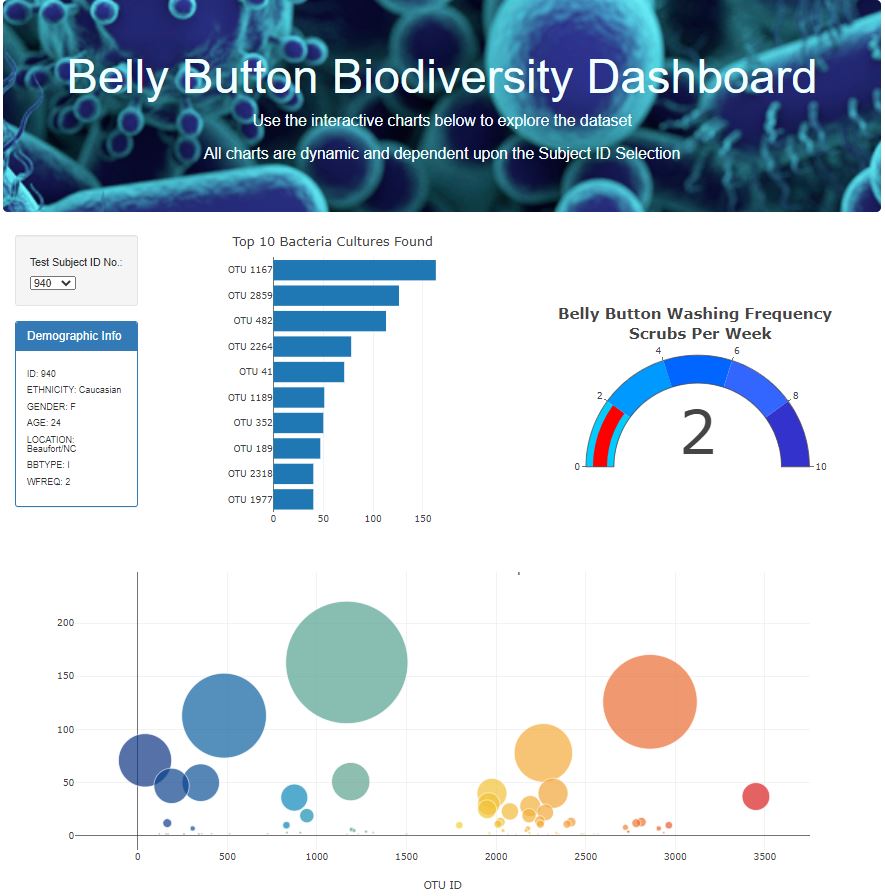 Belly Button Biodiversity Dashboard
Use the interactive charts below to explore the dataset
All charts are dynamic and dependent upon the Subject ID Selection
Test Subject ID No.:
940
Demographic Info
ID: 940
ETHNICITY: Caucasian
GENDER: F
AGE: 24
LOCATION:
Beaufort/NC
BBTYPE: I
WFREQ: 2
Top 10 Bacteria Cultures Found
OTU 1167
OTU 2859
OTU 482
OTU 2264
OTU 41
OTU 1189
OTU 352
OTU 189
OTU 2318
OTU 1977
0 50 100 150
Belly Button Washing Frequency
Scrubs Per Week
0
2
4
6
8
10
2
200
150
100
50
0
0 500 1000 1500 2000 2500 3000 3500
OTU ID